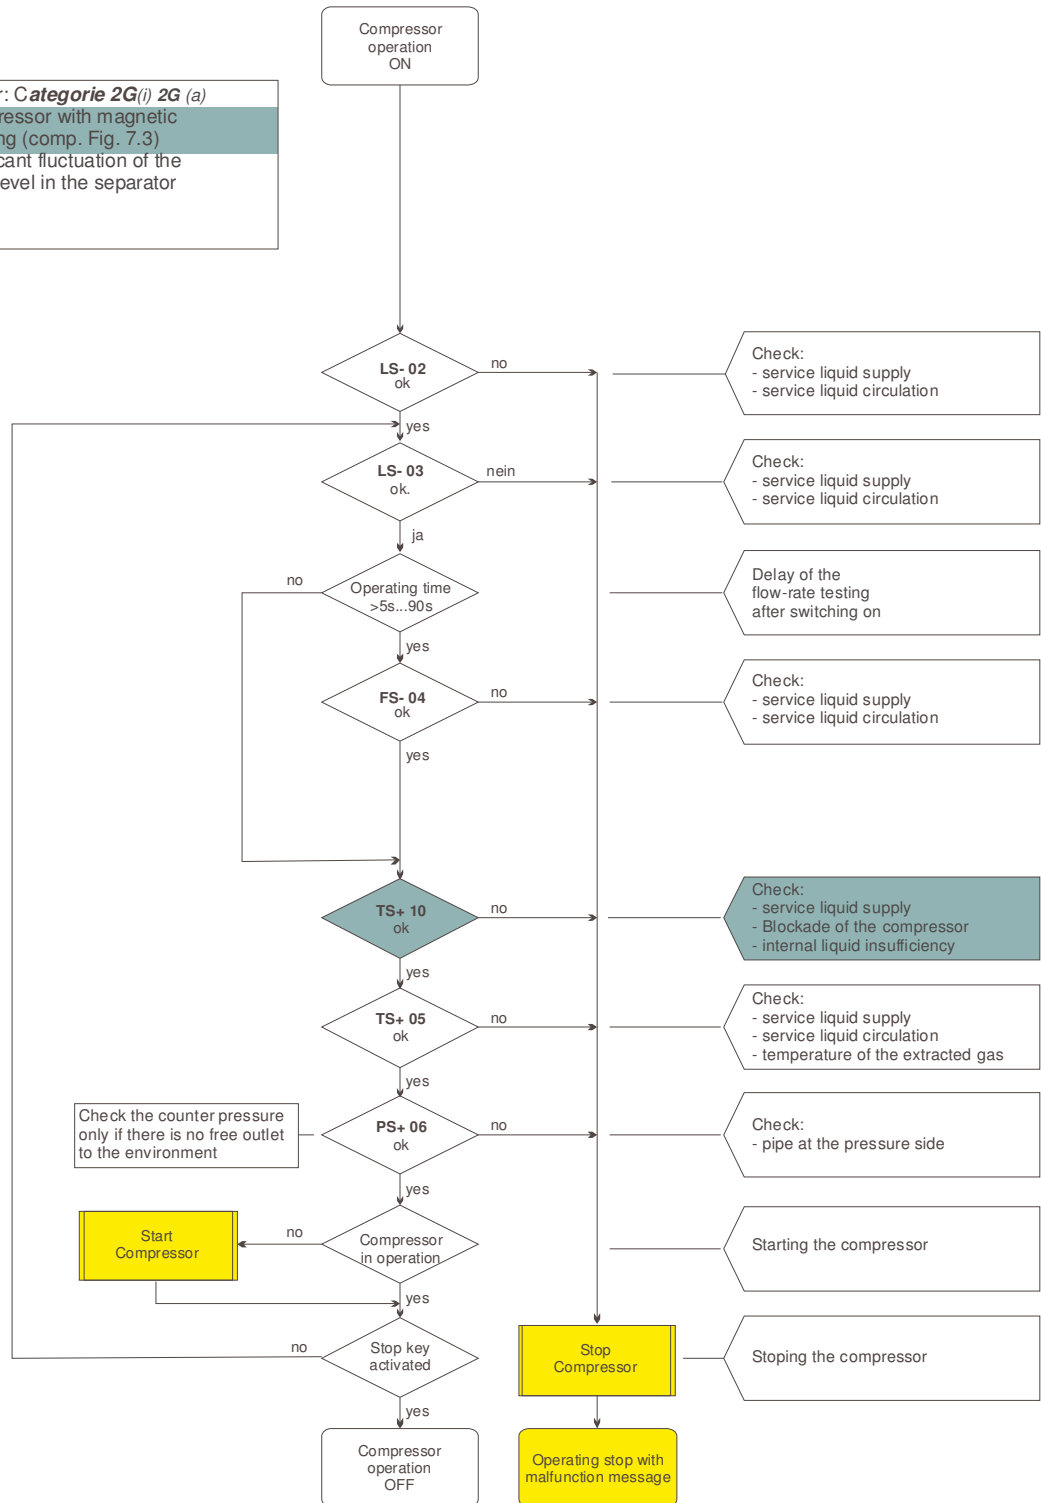 Compressor
operation
ON
r: Categorie 2G(i) 2G (a)
ressor with magnetic
ng (comp. Fig. 7.3)
cant fluctuation of the
evel in the separator
LS- 02
ok
no
Check:
- service liquid supply
- service liquid circulation
yes
LS- 03
ok.
nein
Check:
- service liquid supply
- service liquid circulation
ja
no
Operating time
>5s...90s
Delay of the
flow-rate testing
after switching on
yes
FS- 04
ok
no
Check:
- service liquid supply
- service liquid circulation
yes
TS+ 10
ok
no
Check:
- service liquid supply
- Blockade of the compressor
- internal liquid insufficiency
yes
TS+ 05
ok
no
Check:
- service liquid supply
- service liquid circulation
- temperature of the extracted gas
yes
Check the counter pressure
only if there is no free outlet
to the environment
PS+ 06
ok
no
Check:
- pipe at the pressure side
yes
Start
Compressor
no
Compressor
in operation
Starting the compressor
yes
no
Stop key
activated
Stop
Compressor
Stoping the compressor
yes
Compressor
operation
OFF
Operating stop with
malfunction message